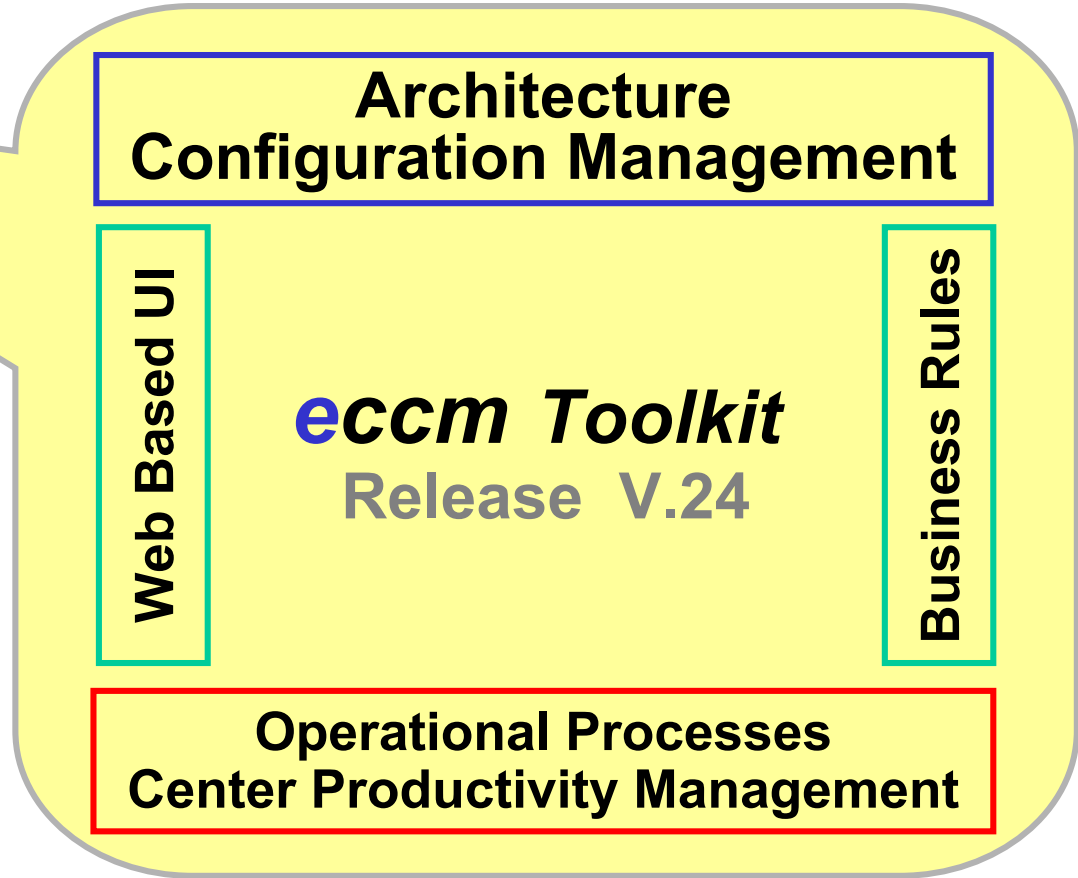 Architecture
Configuration Management
Web Based UI
eccm Toolkit
Release V.24
Business Rules
Operational Processes
Center Productivity Management